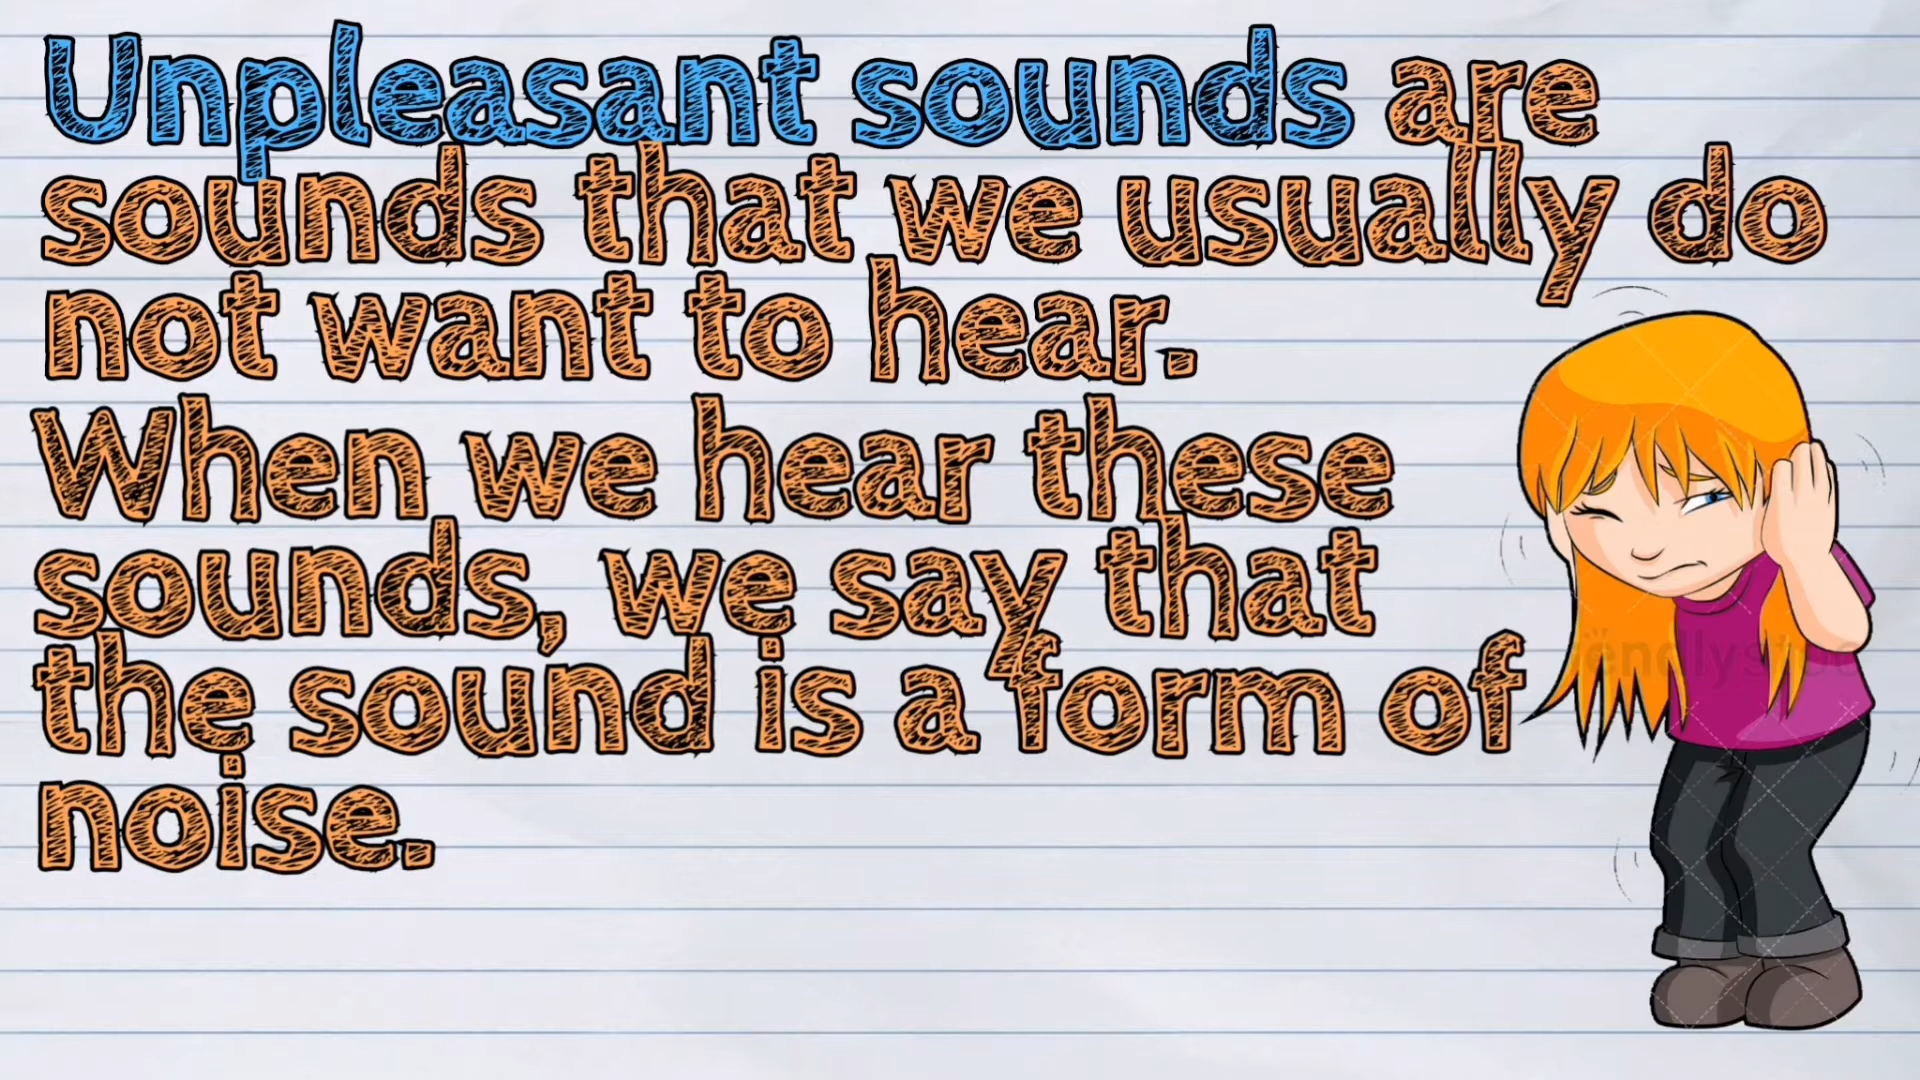 Unpleasant sounds are
sounds that we usually do
not want to hear.
When we hear these
sounds, we say that
the sound is a form of
noise.